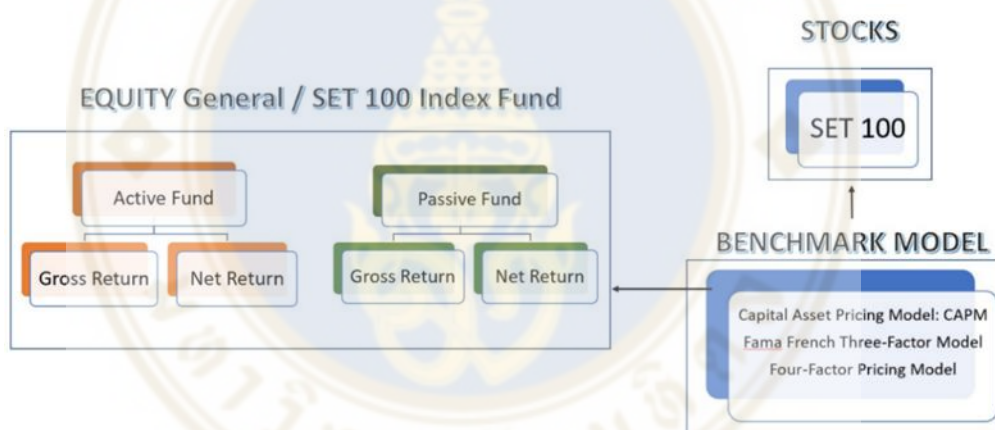 STOCKS
SET 100
EQUITY General / SET 100 Index Fund
Active Fund
Passive Fund
Gross Return
Net Return
Gross Return
Net Return
BENCHMARK MODEL
Capital Asset Pricing Model: CAPM
Fama French Three-Factor Model
Four-Factor Pricing Model